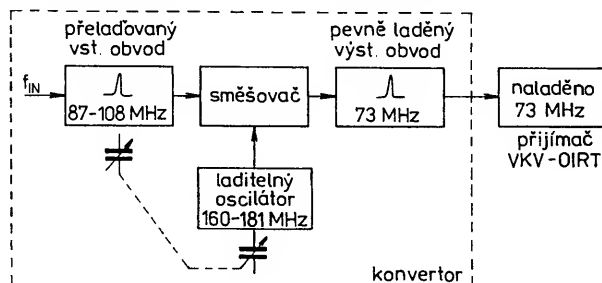 přelaďovaný
vst. obvod
pevně laděný
výst. obvod
f_IN
87-108 MHz
směšovač
73 MHz
naladěno
73 MHz
přijímač
VKV-OIRT
laditelný
oscilátor
160-181 MHz
konvertor